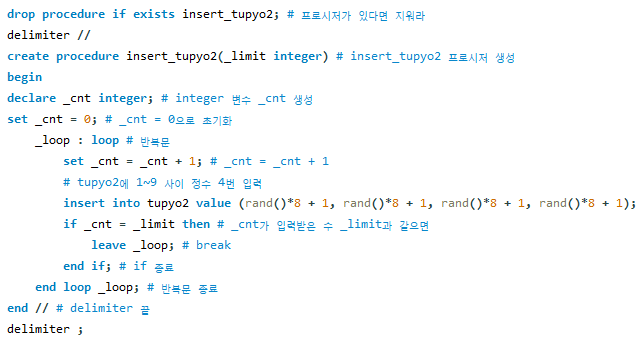 drop procedure if exists insert_tupyo2; # 프로시저가 있다면 지워라
delimiter //
create procedure insert_tupyo2(_limit integer) # insert_tupyo2 프로시저 생성
begin
declare _cnt integer; # integer 변수 _cnt 생성
set _cnt = 0; # _cnt = 0으로 초기화
    _loop : loop # 반복문
        set _cnt = _cnt + 1; # _cnt = _cnt + 1
        # tupyo2에 1~9 사이 정수 4번 입력
        insert into tupyo2 value (rand()*8 + 1, rand()*8 + 1, rand()*8 + 1, rand()*8 + 1);
        if _cnt = _limit then # _cnt가 입력받은 수 _limit과 같으면
            leave _loop; # break
        end if; # if 종료
    end loop _loop; # 반복문 종료
end // # delimiter 끝
delimiter ;